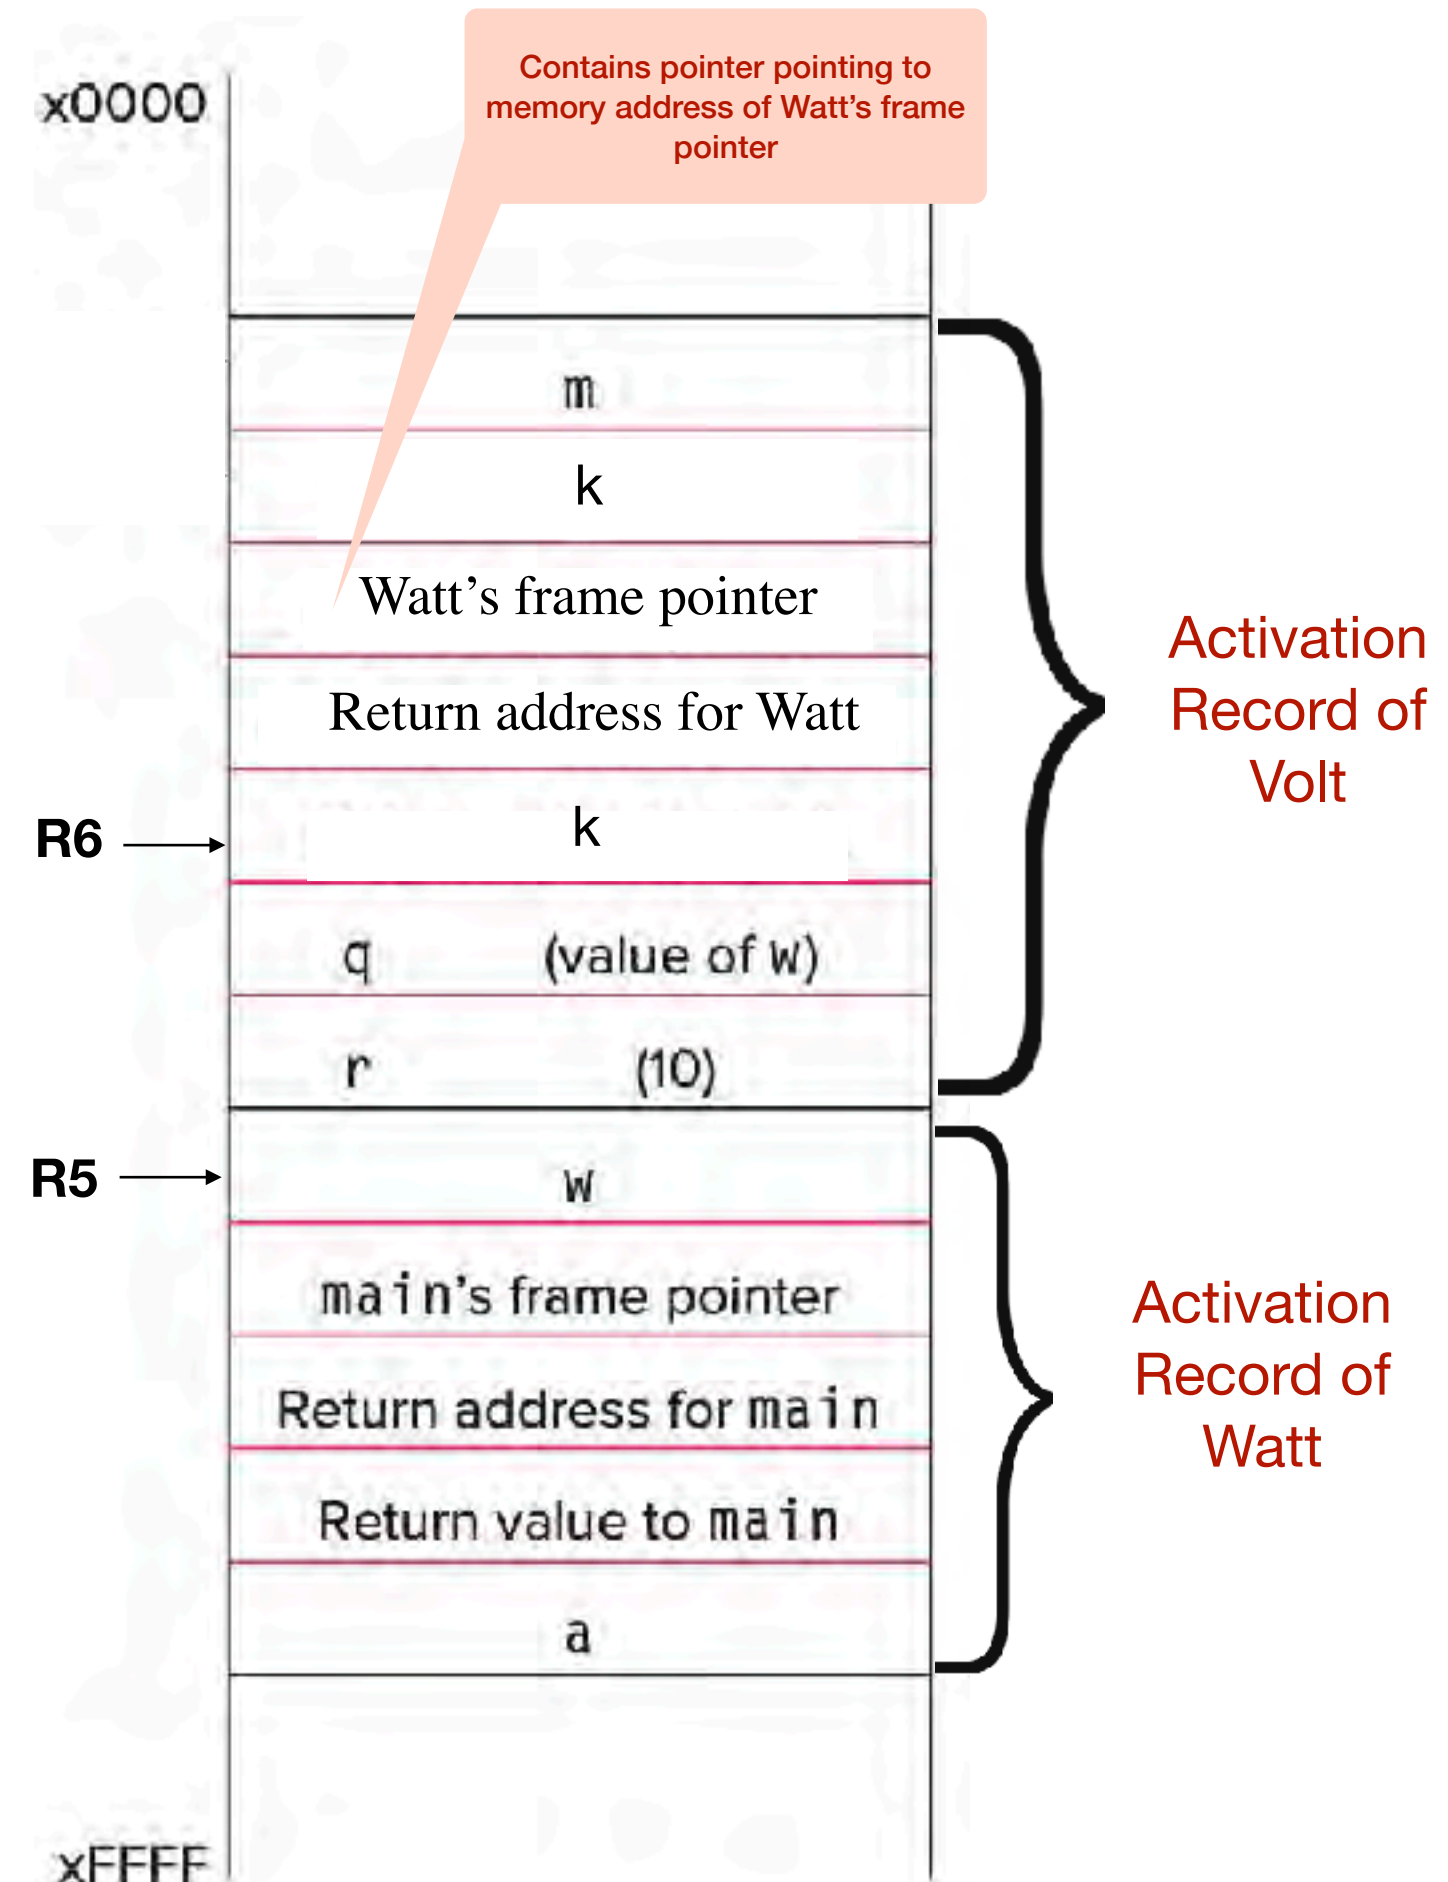 Contains pointer pointing to
memory address of Watt's frame
pointer
x0000
m
k
Watt's frame pointer
Return address for Watt
Activation
Record of
Volt
R6
k
q (value of w)
r (10)
R5
w
main's frame pointer
Return address for main
Return value to main
a
Activation
Record of
Watt
xFFFF